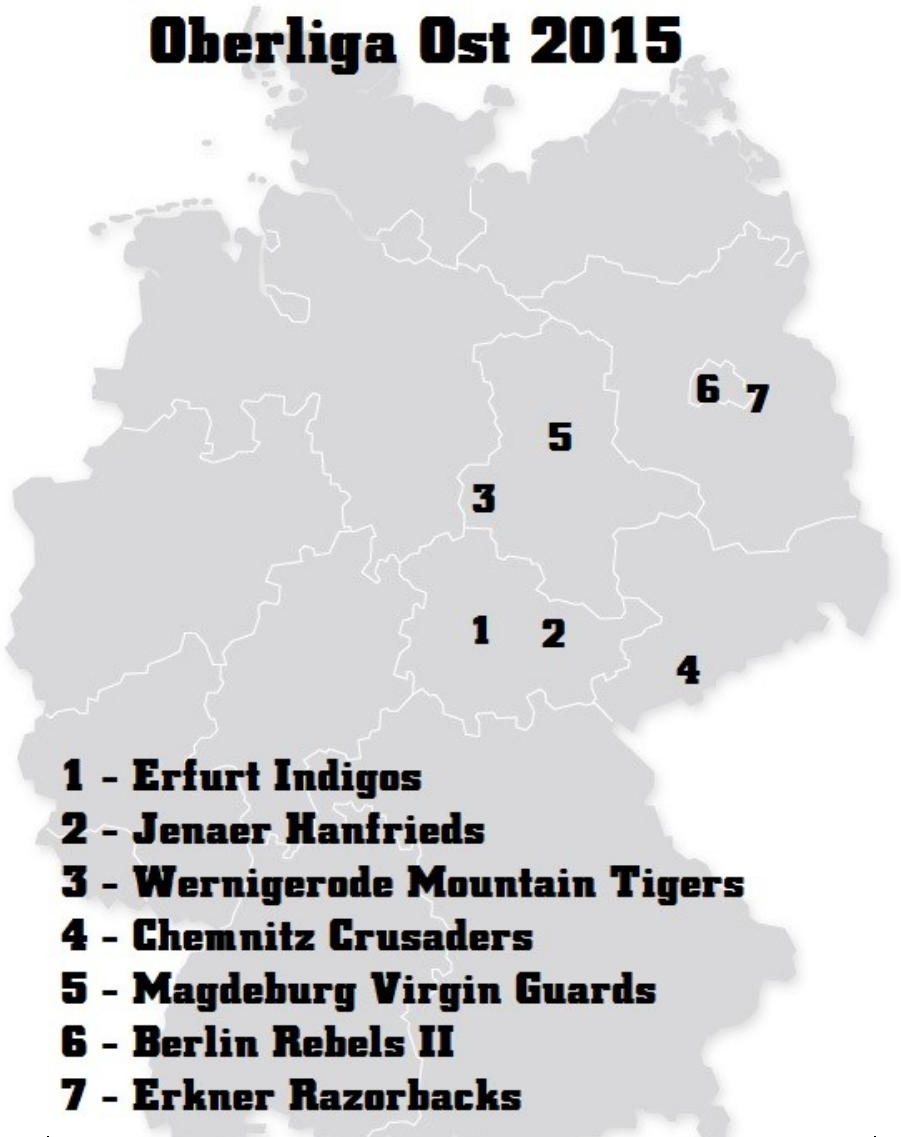 Oberliga Ost 2015
6
7
5
3
1
2
4
1 - Erfurt Indigos
2 - Jenaer Hanfrieds
3 - Wernigerode Mountain Tigers
4 - Chemnitz Crusaders
5 - Magdeburg Virgin Guards
6 - Berlin Rebels II
7 - Erkner Razorbacks